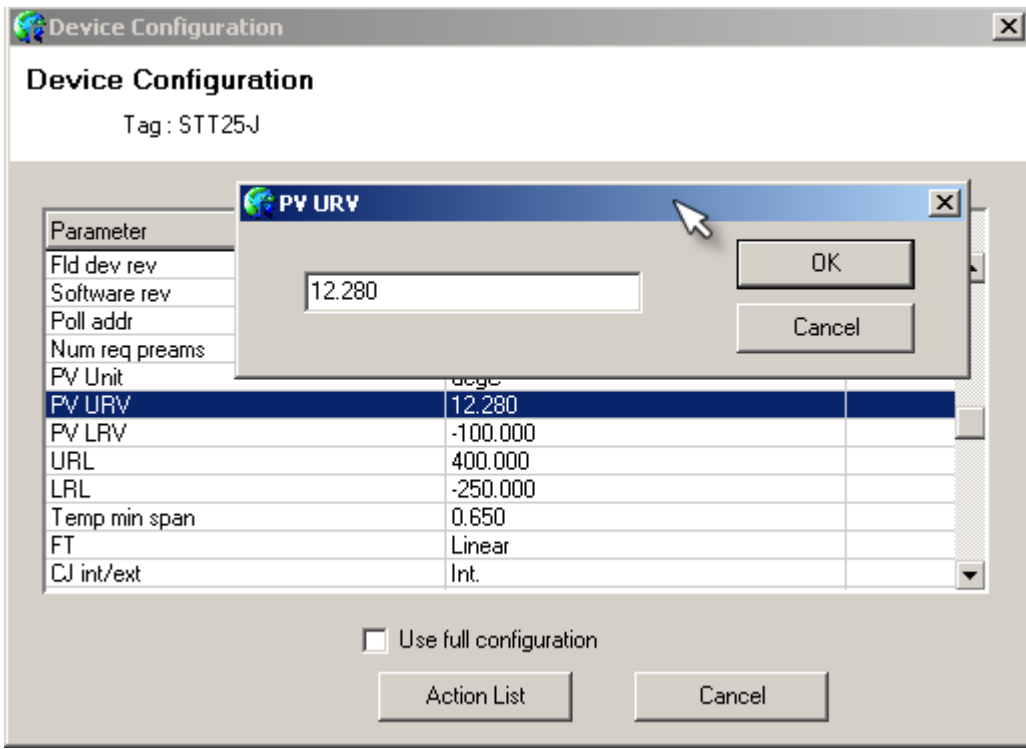 Device Configuration
Device Configuration
Tag : STT25-J
PV URV
Parameter
OK
Fld dev rev
12.280
Software rev
Poll addr
Cancel
Num req preams
PV Unit degC
PV URV 12.280
PV LRV -100.000
URL 400.000
LRL -250.000
Temp min span 0.650
FT Linear
CJ int/ext Int.
Use full configuration
Action List Cancel